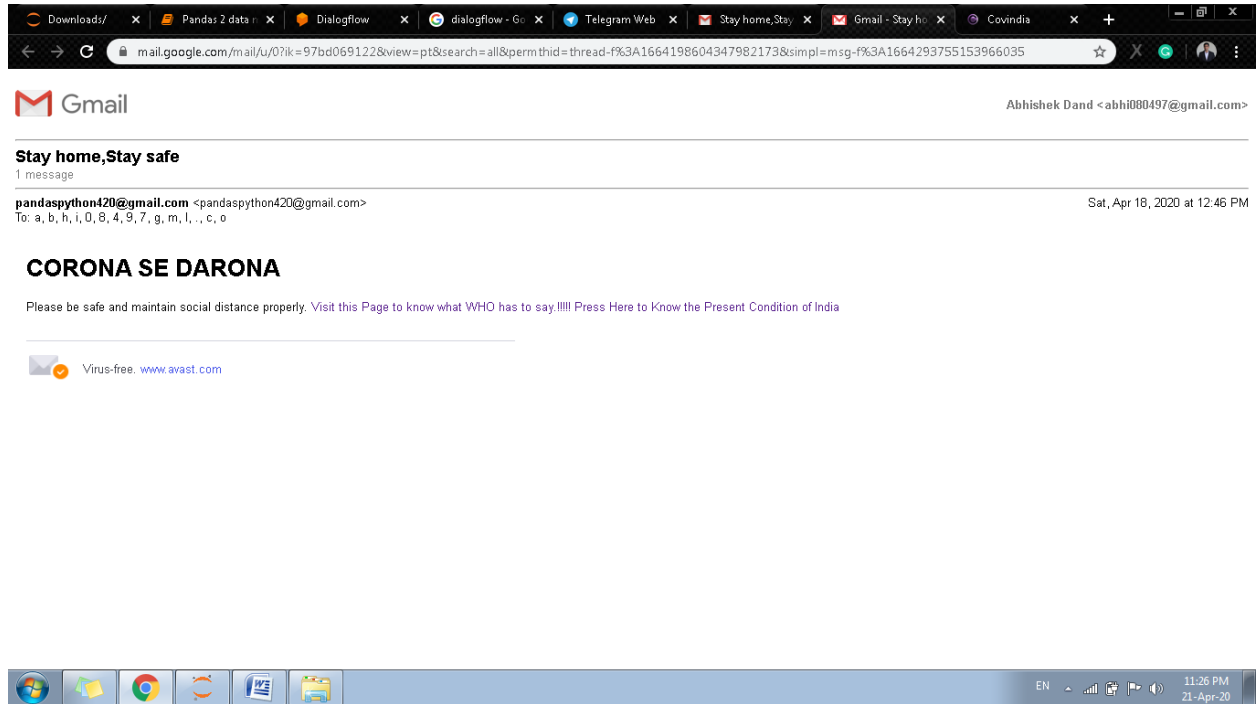 Downloads/ Pandas 2 data n Dialogflow dialogflow - Go Telegram Web Stay home,Stay Gmail - Stay ho Covindia
mail.google.com/mail/u/0?ik=97bd069122&view=pt&search=all&permthid=thread-f%3A1664198604347982173&simpl=msg-f%3A1664293755153966035
Gmail
Abhishek Dand <abhi080497@gmail.com>
Stay home,Stay safe
1 message
pandaspython420@gmail.com <pandaspython420@gmail.com> Sat, Apr 18, 2020 at 12:46 PM
To: a, b, h, i, 0, 8, 4, 9, 7, g, m, l, ., c, o
CORONA SE DARONA
Please be safe and maintain social distance properly. Visit this Page to know what WHO has to say.!!!!! Press Here to Know the Present Condition of India
Virus-free. www.avast.com
EN 11:26 PM
21-Apr-20